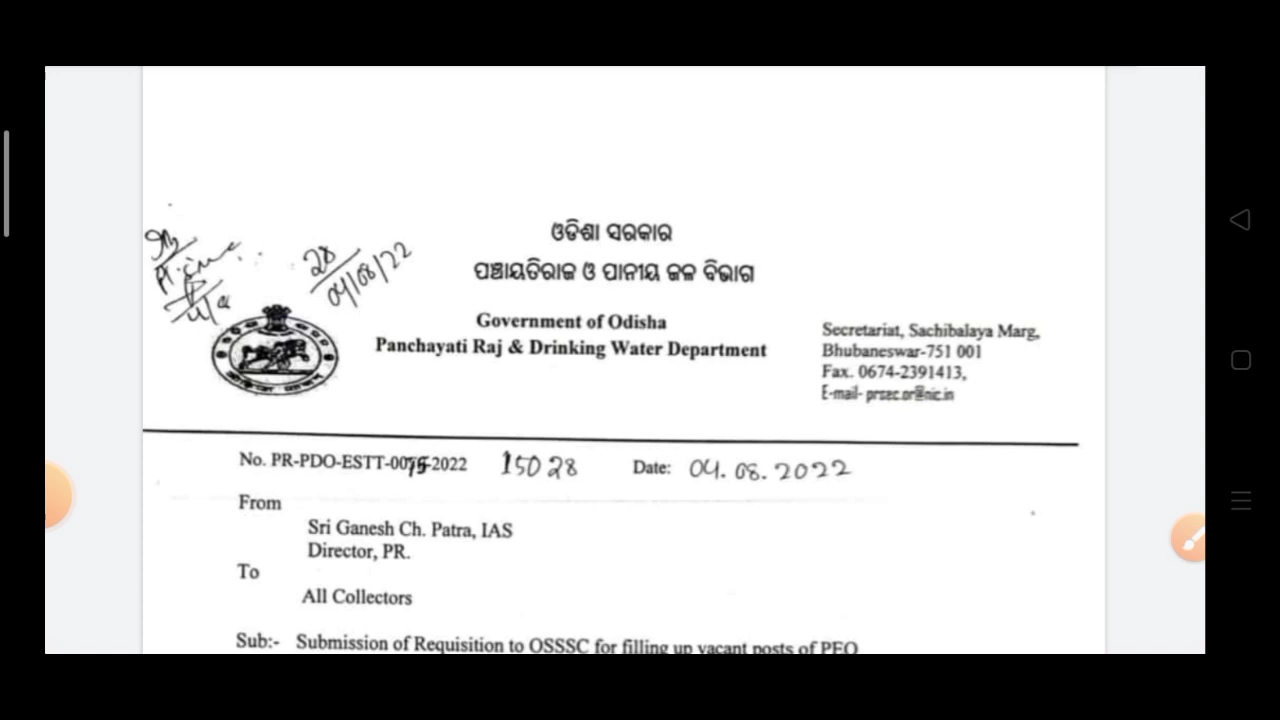 28
04/08/22
ଓଡିଶା ସରକାର
ପଞ୍ଚାୟତିରାଜ ଓ ପାନୀୟ ଜଳ ବିଭାଗ
Government of Odisha
Panchayati Raj & Drinking Water Department
Secretariat, Sachibalaya Marg,
Bhubaneswar-751 001
Fax. 0674-2391413,
E-mail- prsec.or@nic.in
No. PR-PDO-ESTT-0075-2022 15028 Date: 04.08.2022
From
Sri Ganesh Ch. Patra, IAS
Director, PR.
To
All Collectors
Sub:- Submission of Requisition to OSSSC for filling up vacant posts of PEO